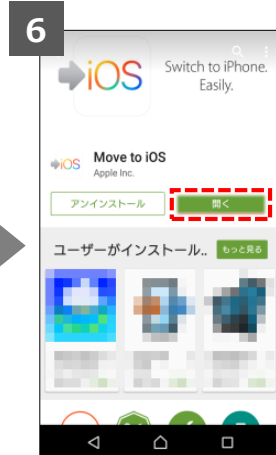 6
iOS
Switch to iPhone.
Easily.
iOS
Move to iOS
Apple Inc.
アンインストール
開く
ユーザーがインストール..
もっと見る